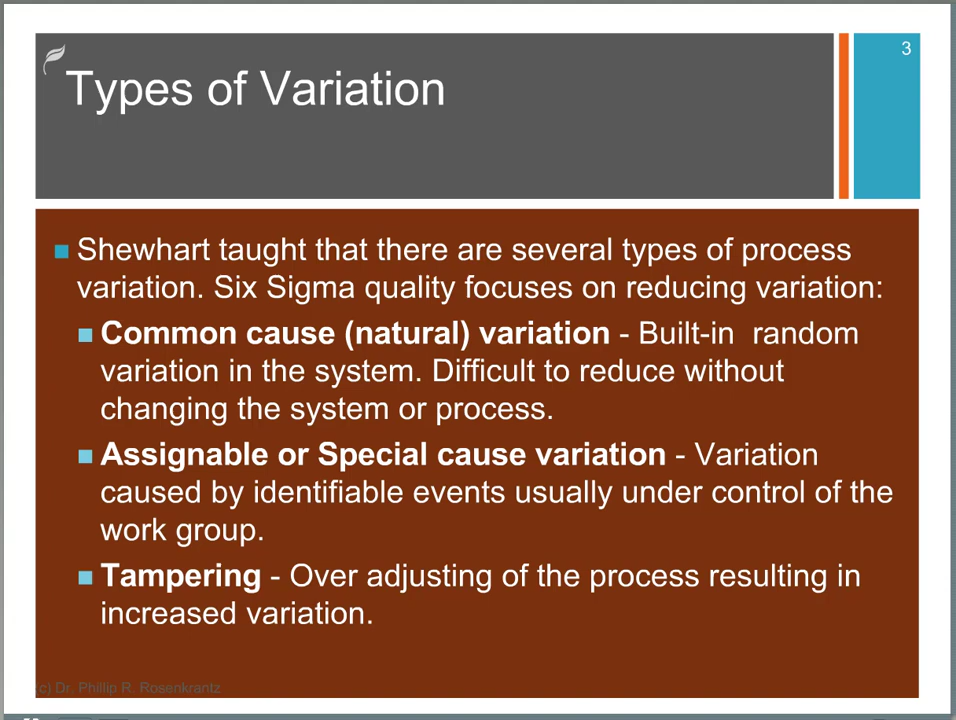 3
Types of Variation
Shewhart taught that there are several types of process
variation. Six Sigma quality focuses on reducing variation:
Common cause (natural) variation - Built-in random
variation in the system. Difficult to reduce without
changing the system or process.
Assignable or Special cause variation - Variation
caused by identifiable events usually under control of the
work group.
Tampering - Over adjusting of the process resulting in
increased variation.
(c) Dr. Phillip R. Rosenkrantz